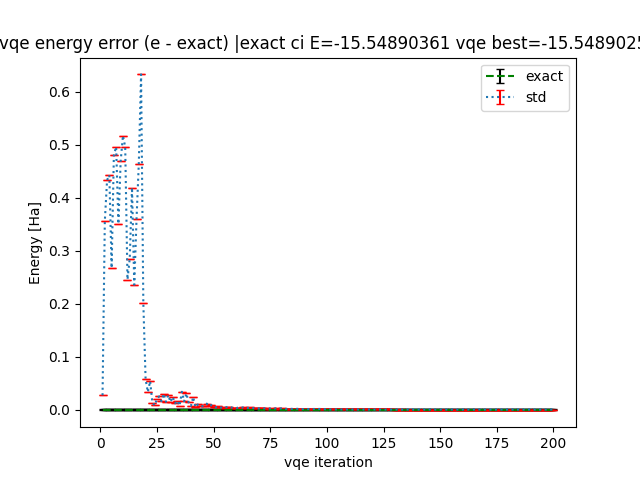 vqe energy error (e - exact) |exact ci E=-15.54890361 vqe best=-15.5489025
exact
std
Energy [Ha]
0.6
0.5
0.4
0.3
0.2
0.1
0.0
0 25 50 75 100 125 150 175 200
vqe iteration